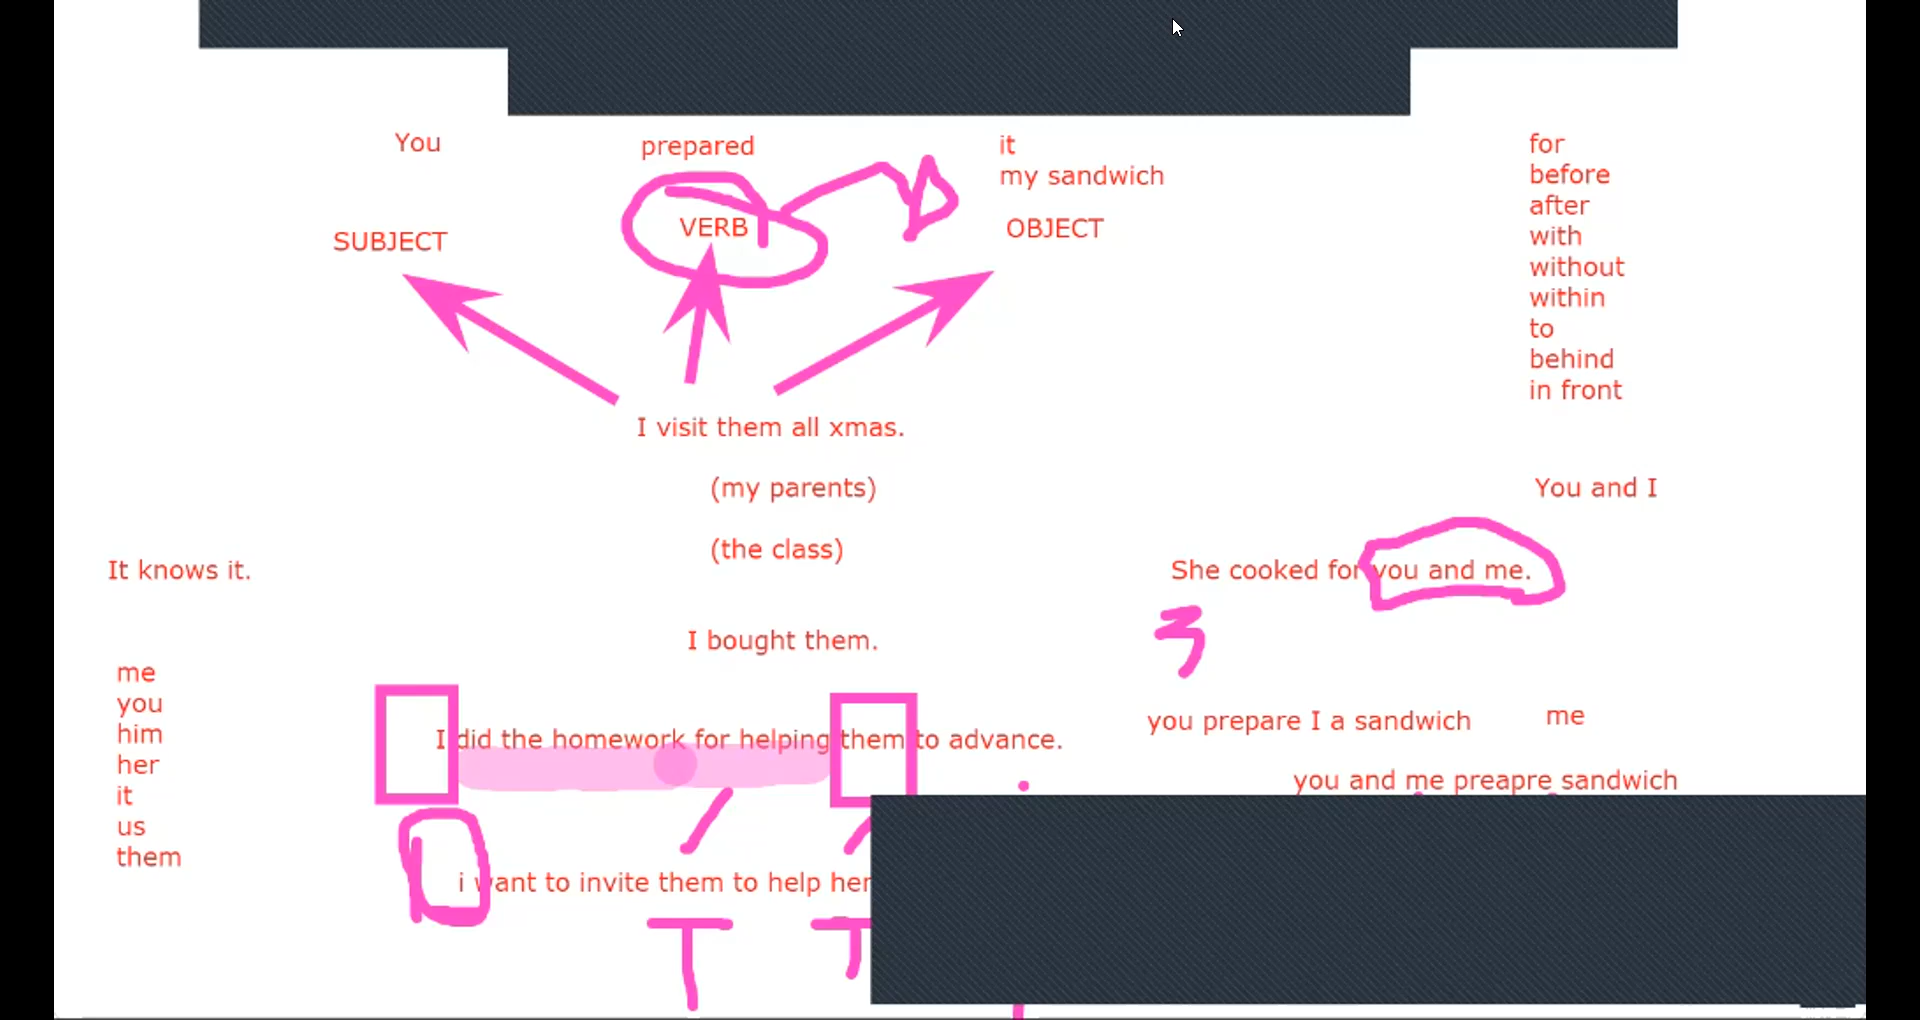 You
prepared
it
my sandwich
SUBJECT
VERB
OBJECT
for
before
after
with
without
within
to
behind
in front
I visit them all xmas.
(my parents)
(the class)
You and I
It knows it.
She cooked for you and me.
3
I bought them.
me
you
him
her
it
us
them
I did the homework for helping them to advance.
you prepare I a sandwich
me
you and me preapre sandwich
i want to invite them to help her